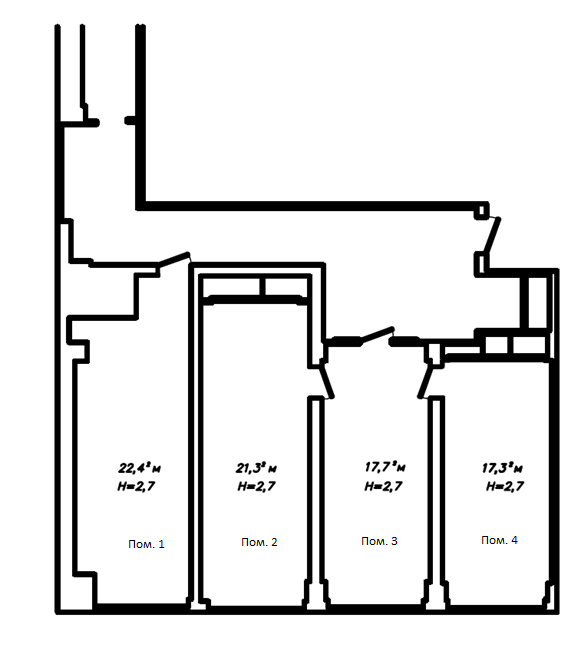 22,4² м
H=2,7
Пом. 1
21,3² м
H=2,7
Пом. 2
17,7² м
H=2,7
Пом. 3
17,3² м
H=2,7
Пом. 4